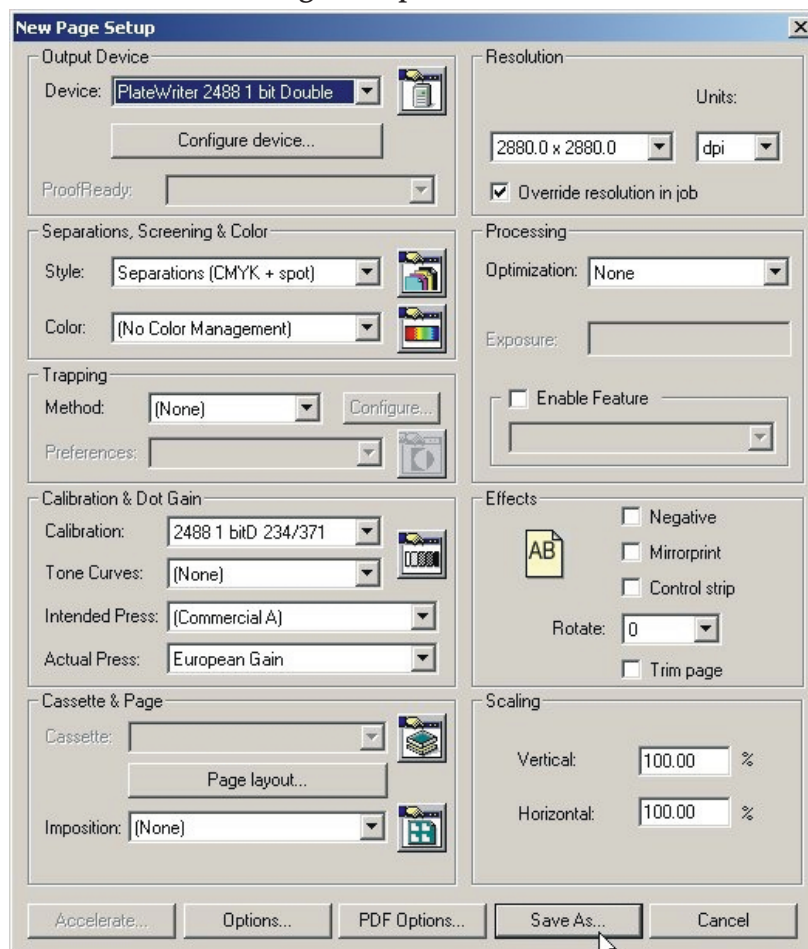 New Page Setup
Output Device
Device: PlateWriter 2488 1 bit Double
Configure device...
ProofReady:
Resolution
Units:
2880.0 x 2880.0 dpi
Override resolution in job
Separations, Screening & Color
Style: Separations (CMYK + spot)
Color: (No Color Management)
Processing
Optimization: None
Exposure:
Enable Feature
Trapping
Method: (None) Configure...
Preferences:
Calibration & Dot Gain
Calibration: 2488 1 bitD 234/371
Tone Curves: (None)
Intended Press: (Commercial A)
Actual Press: European Gain
Effects
AB
Negative
Mirrorprint
Control strip
Rotate: 0
Trim page
Cassette & Page
Cassette:
Page layout...
Imposition: (None)
Scaling
Vertical: 100.00 %
Horizontal: 100.00 %
Accelerate... Options... PDF Options... Save As... Cancel